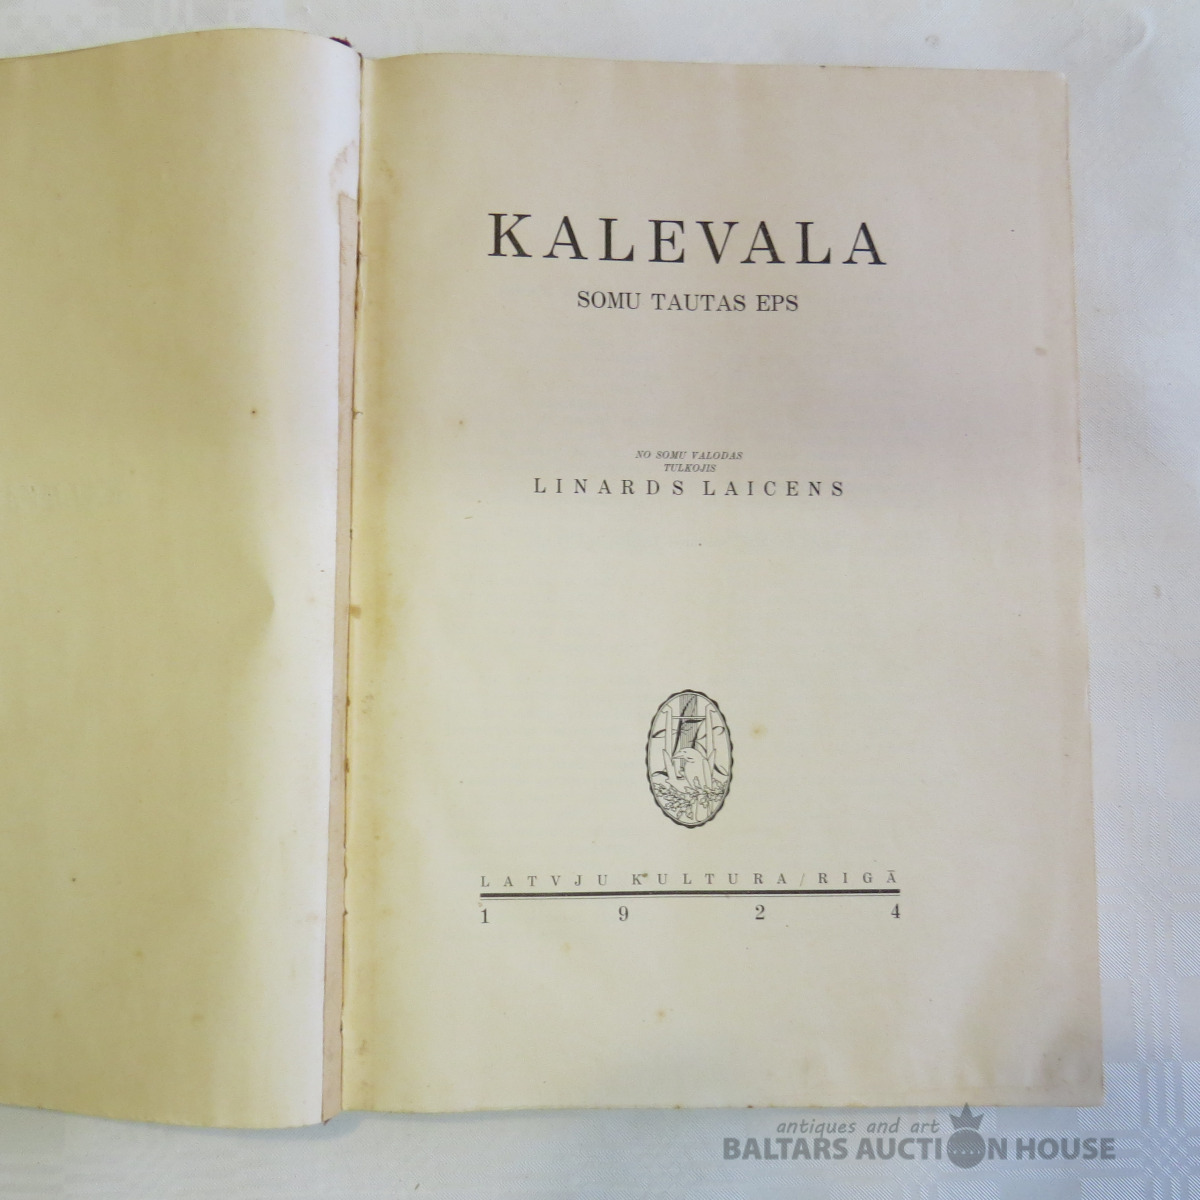 KALEVALA
SOMU TAUTAS EPS
NO SOMU VALODAS
TULKOJIS
LINARDS LAICENS
LATVJU KULTURA/RIGĀ
1 9 2 4
antiques and art
BALTARS AUCTION HOUSE